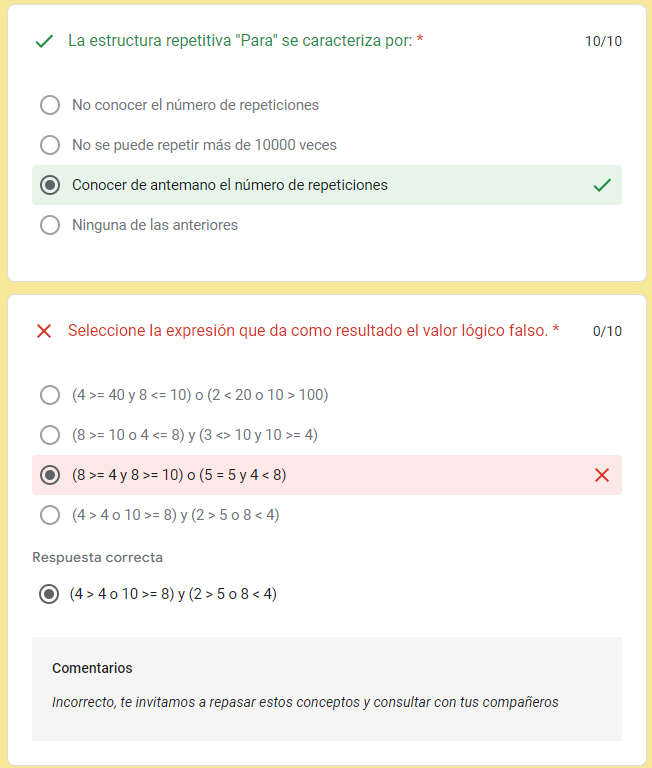 La estructura repetitiva "Para" se caracteriza por: *
10/10
No conocer el número de repeticiones
No se puede repetir más de 10000 veces
Conocer de antemano el número de repeticiones
Ninguna de las anteriores
Seleccione la expresión que da como resultado el valor lógico falso. *
0/10
(4 >= 40 y 8 <= 10) o (2 < 20 o 10 > 100)
(8 >= 10 o 4 <= 8) y (3 <> 10 y 10 >= 4)
(8 >= 4 y 8 >= 10) o (5 = 5 y 4 < 8)
(4 > 4 o 10 >= 8) y (2 > 5 o 8 < 4)
Respuesta correcta
(4 > 4 o 10 >= 8) y (2 > 5 o 8 < 4)
Comentarios
Incorrecto, te invitamos a repasar estos conceptos y consultar con tus compañeros